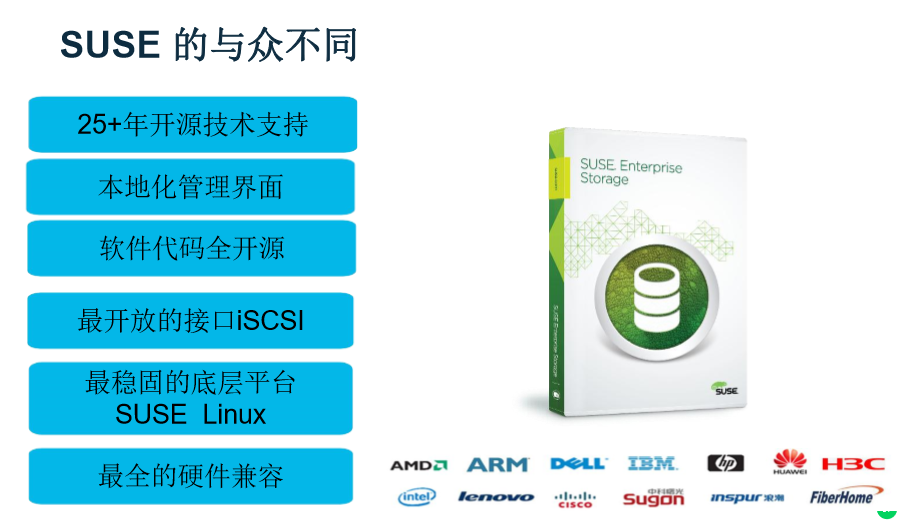 SUSE 的与众不同
25+年开源技术支持
本地化管理界面
软件代码全开源
最开放的接口iSCSI
最稳固的底层平台
SUSE Linux
最全的硬件兼容
SUSE Enterprise
Storage
SUSE Enterprise Storage
SUSE
AMD ARM DELL IBM hp HUAWEI H3C
intel lenovo CISCO 中科曙光 Sugon inspur 浪潮 FiberHome